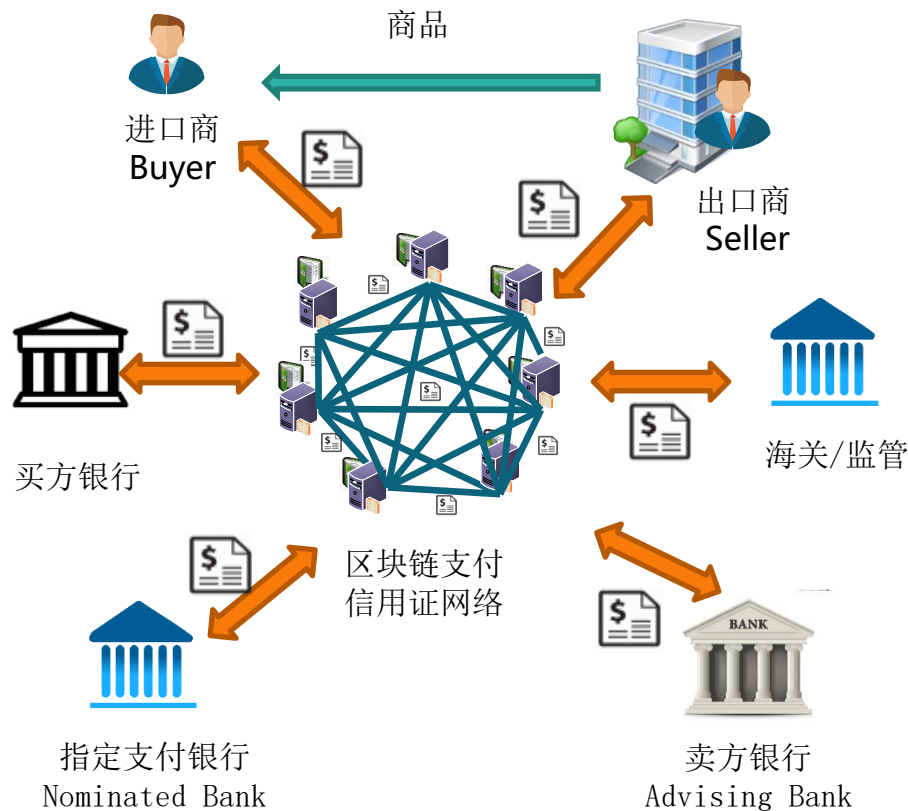 商品
进口商
Buyer
出口商
Seller
买方银行
海关/监管
区块链支付
信用证网络
BANK
指定支付银行
Nominated Bank
卖方银行
Advising Bank